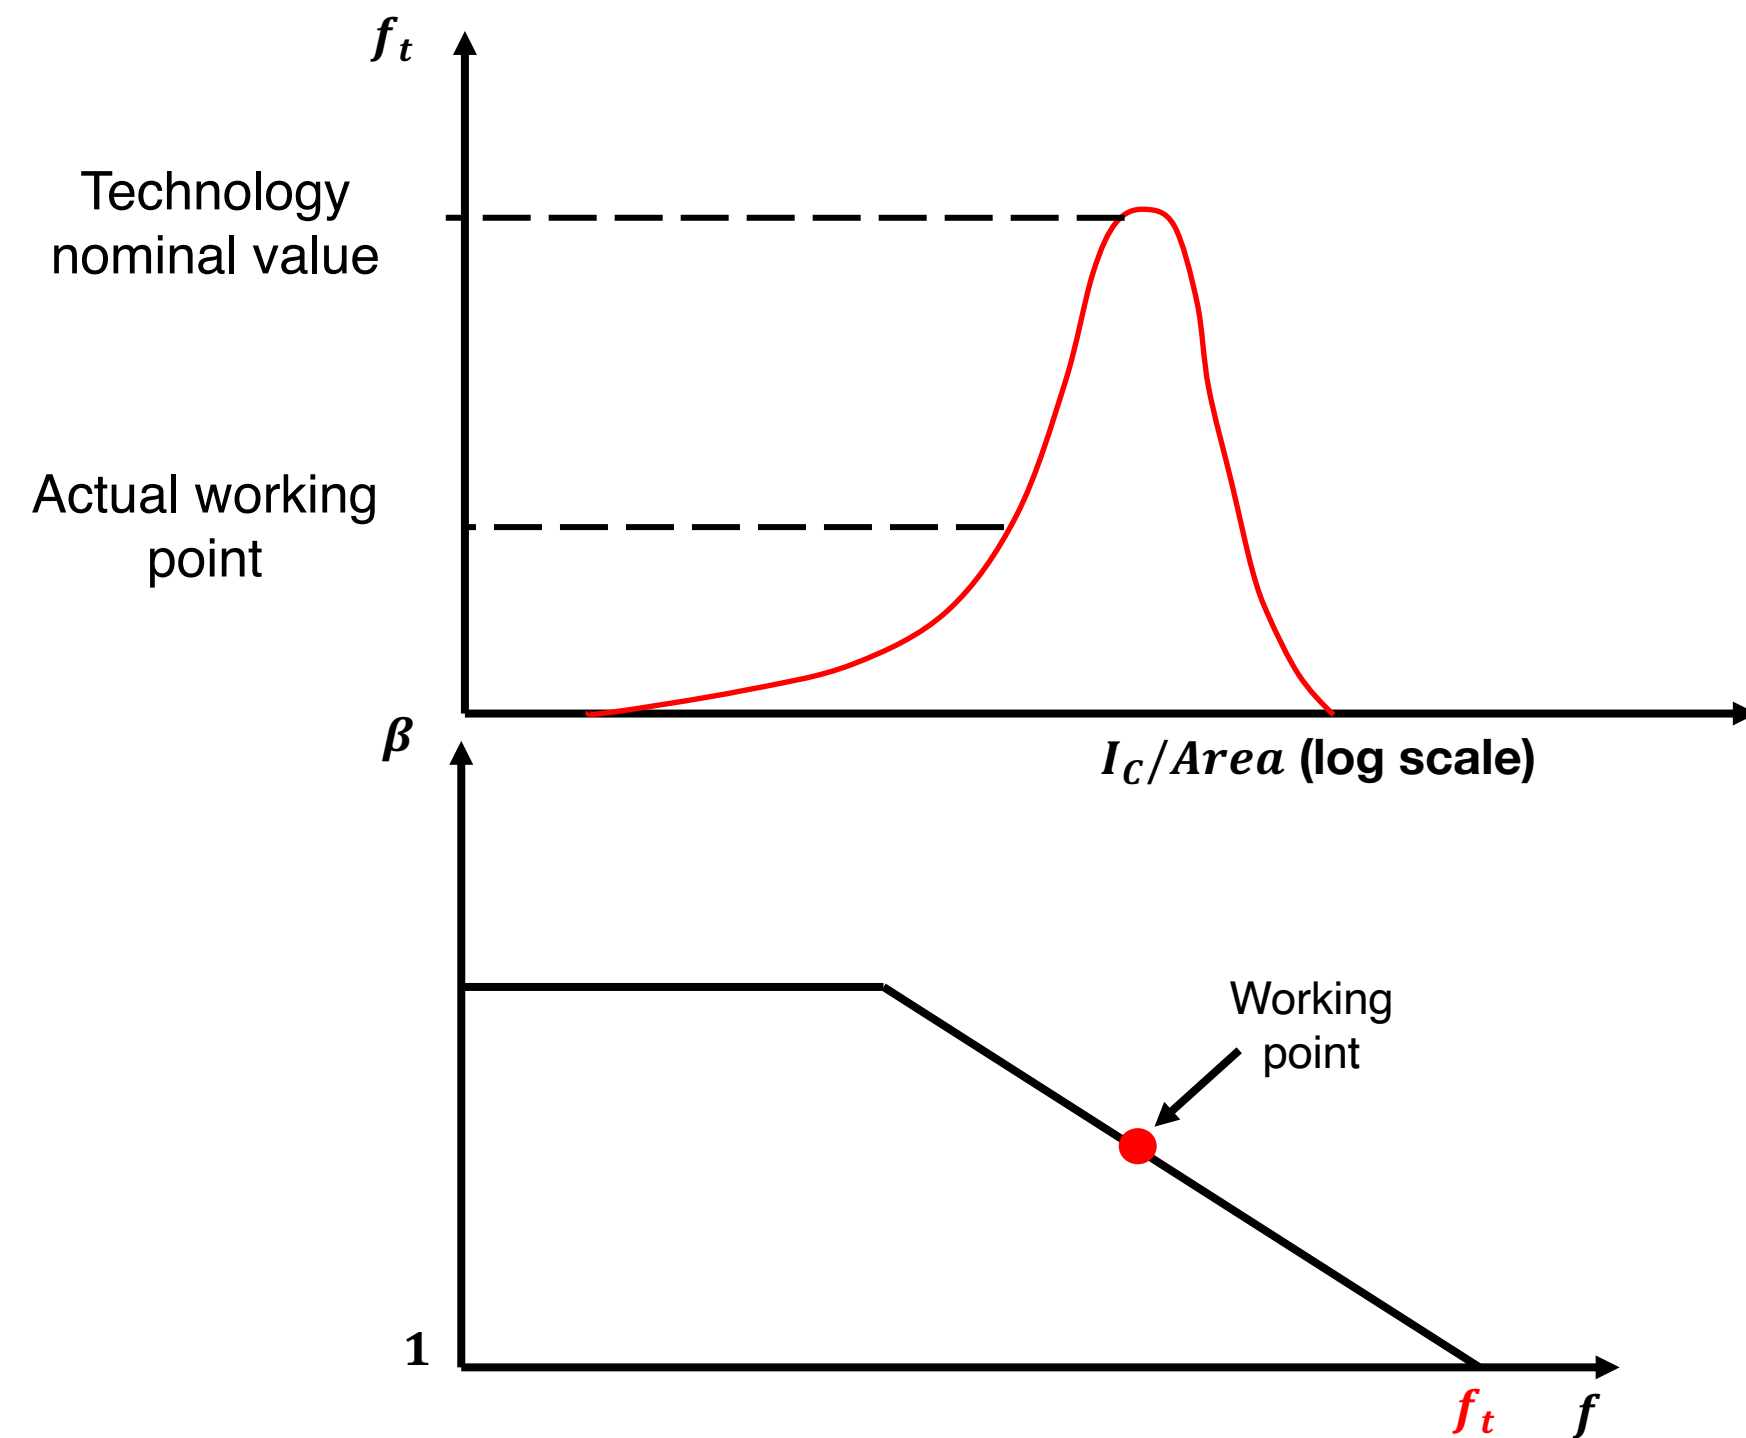 f_t
Technology
nominal value
Actual working
point
I_C/Area (log scale)
β
Working
point
1
f_t
f